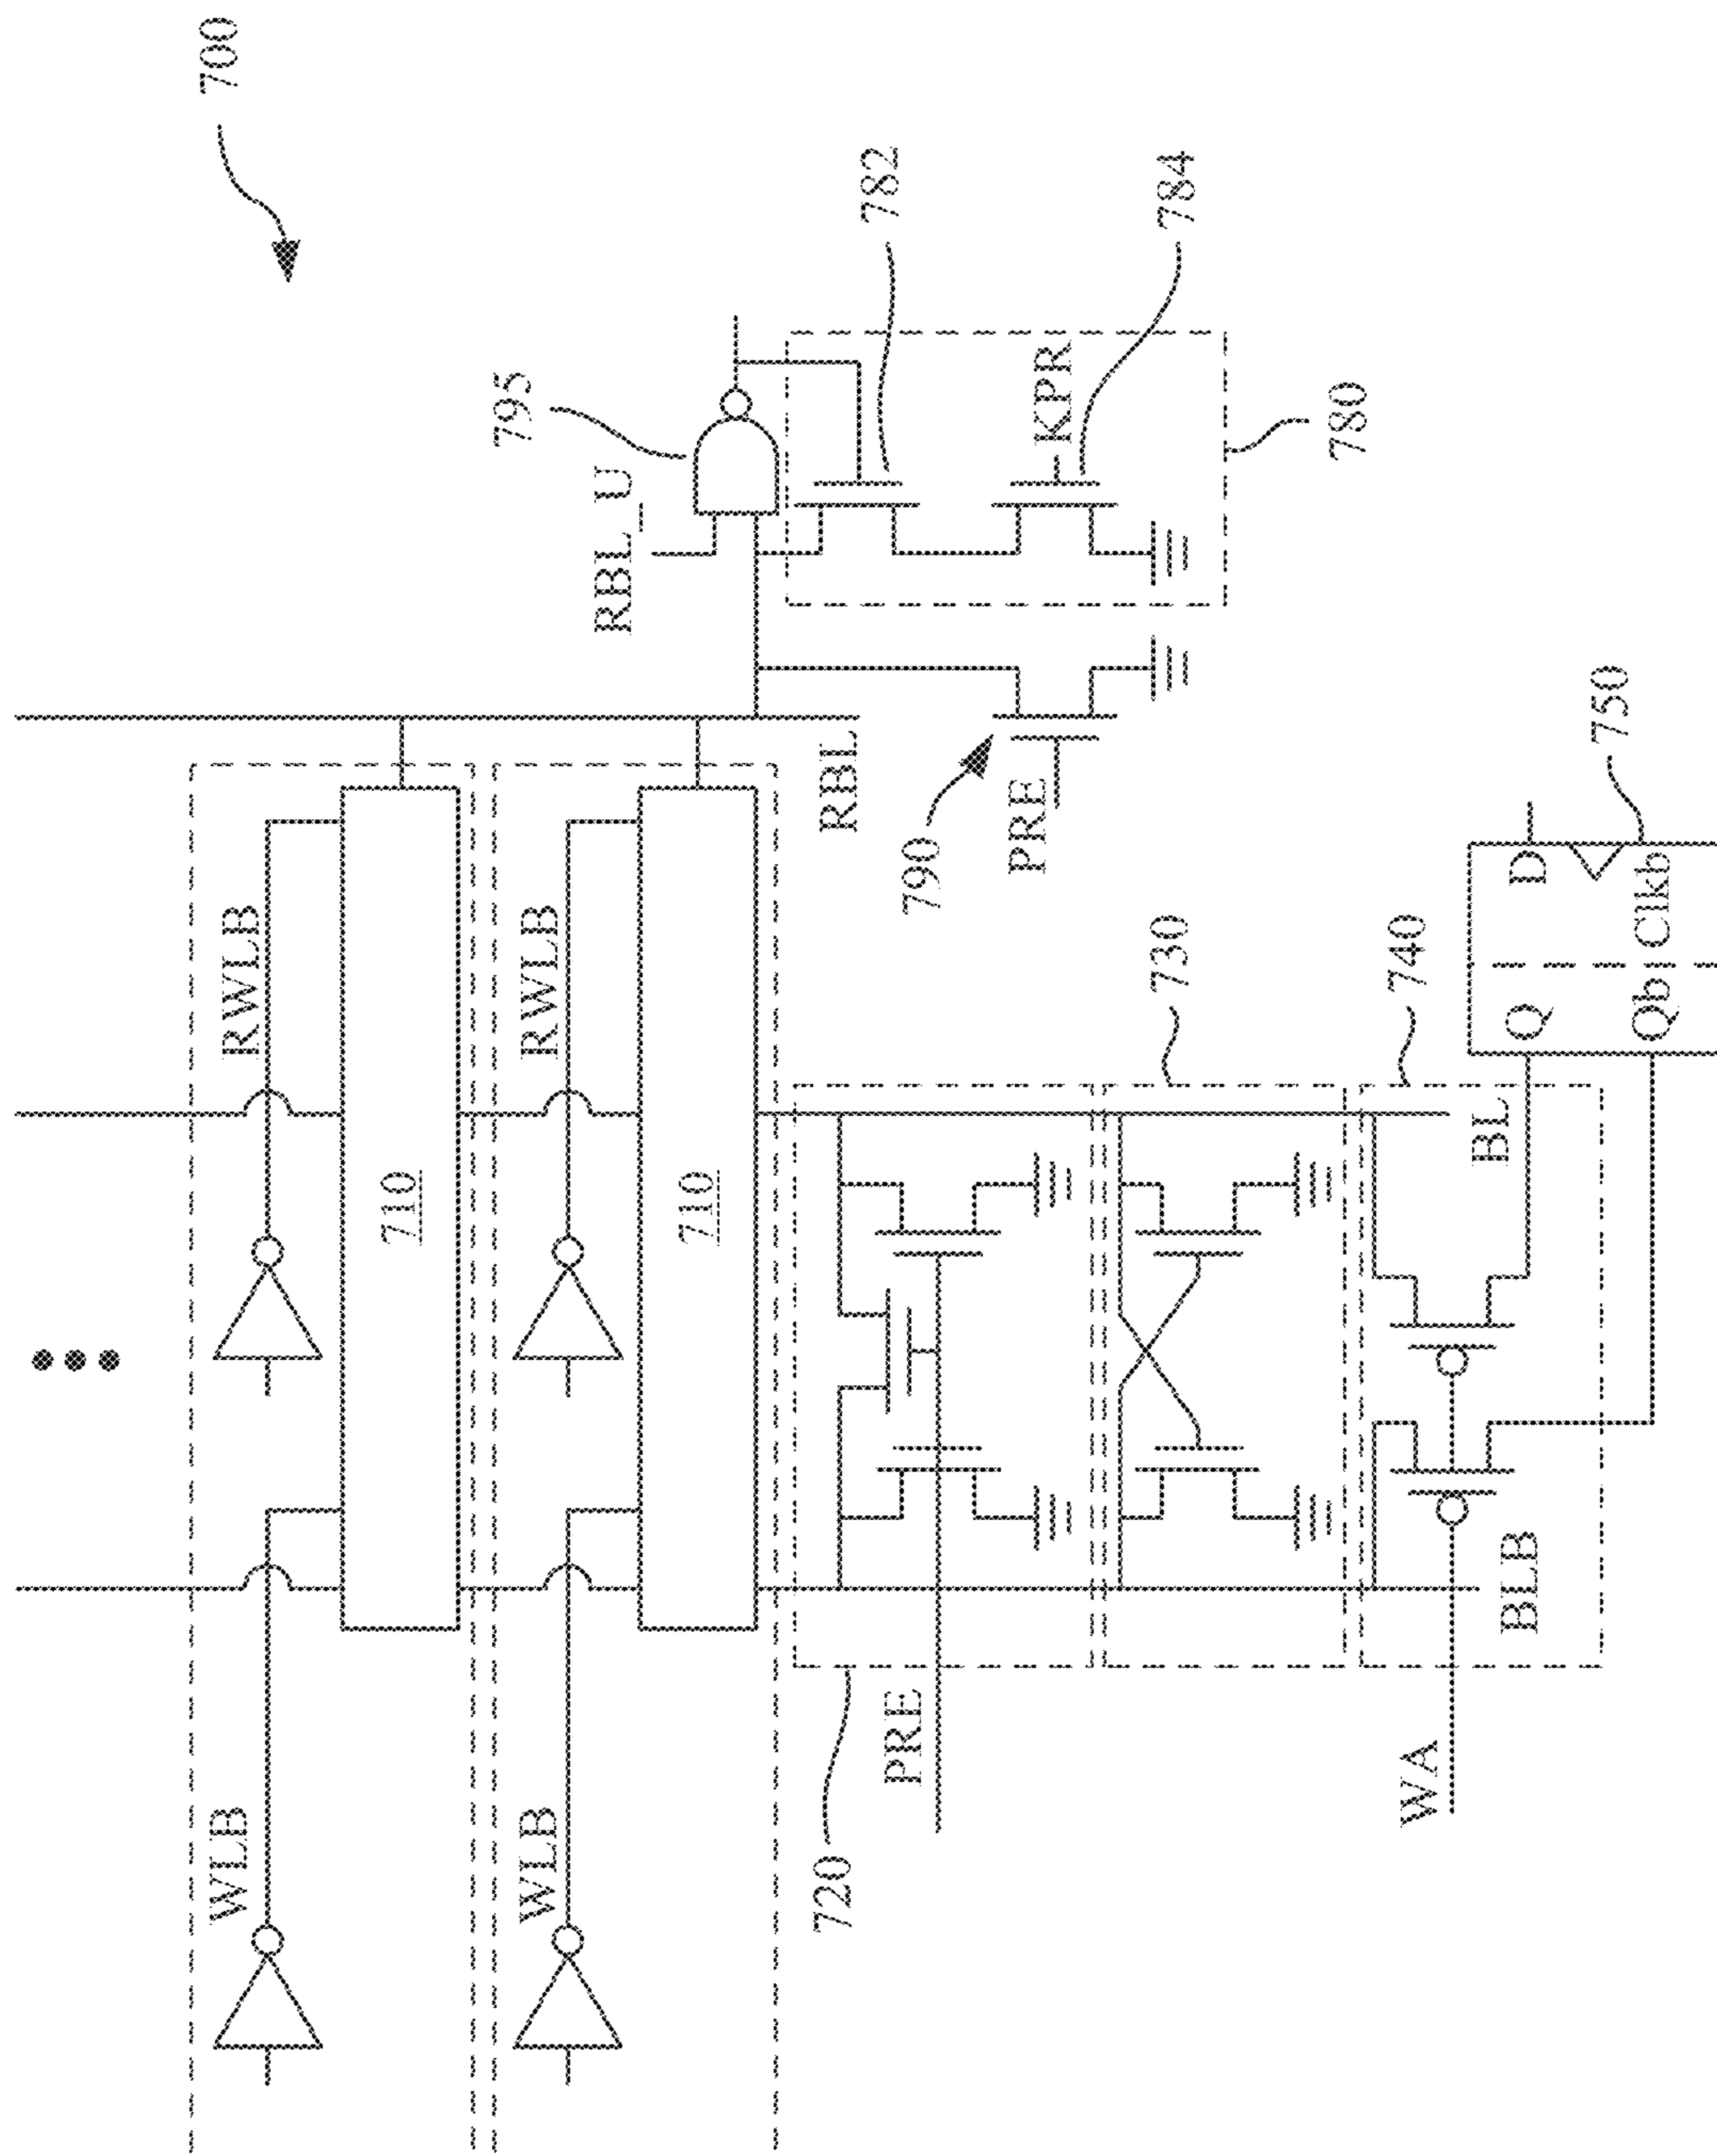 700
WLB
RWLB
710
WLB
RWLB
710
RBL
RBL_U
795
782
KPR
784
780
790
PRE
720
PRE
730
740
WA
BLB
BL
Q
D
Qb
Clkb
750